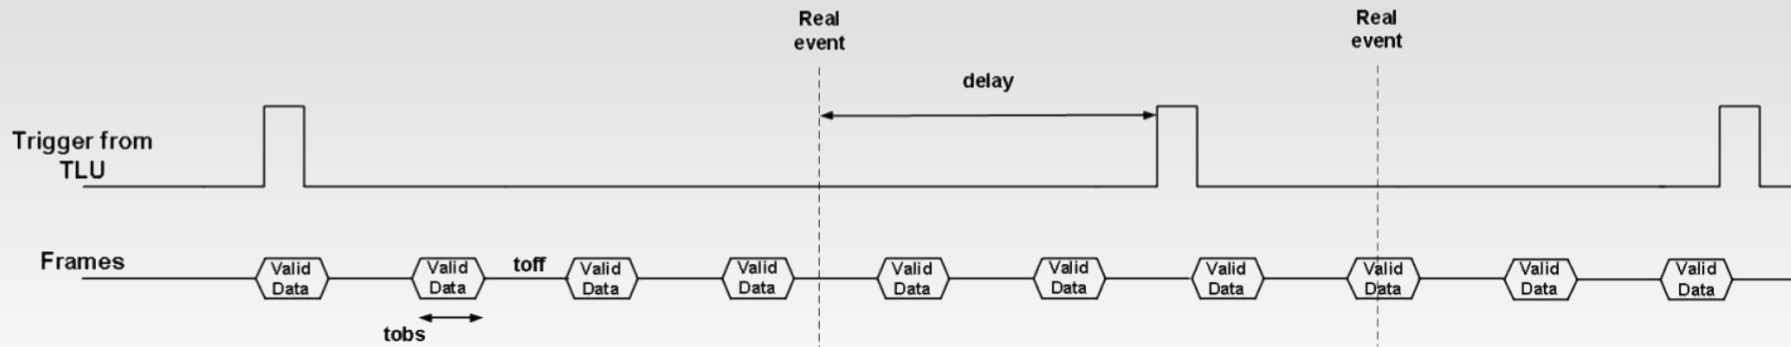 Real
event
Real
event
delay
Trigger from
TLU
Frames
Valid
Data
Valid
Data
toff
Valid
Data
Valid
Data
Valid
Data
Valid
Data
Valid
Data
Valid
Data
Valid
Data
Valid
Data
tobs